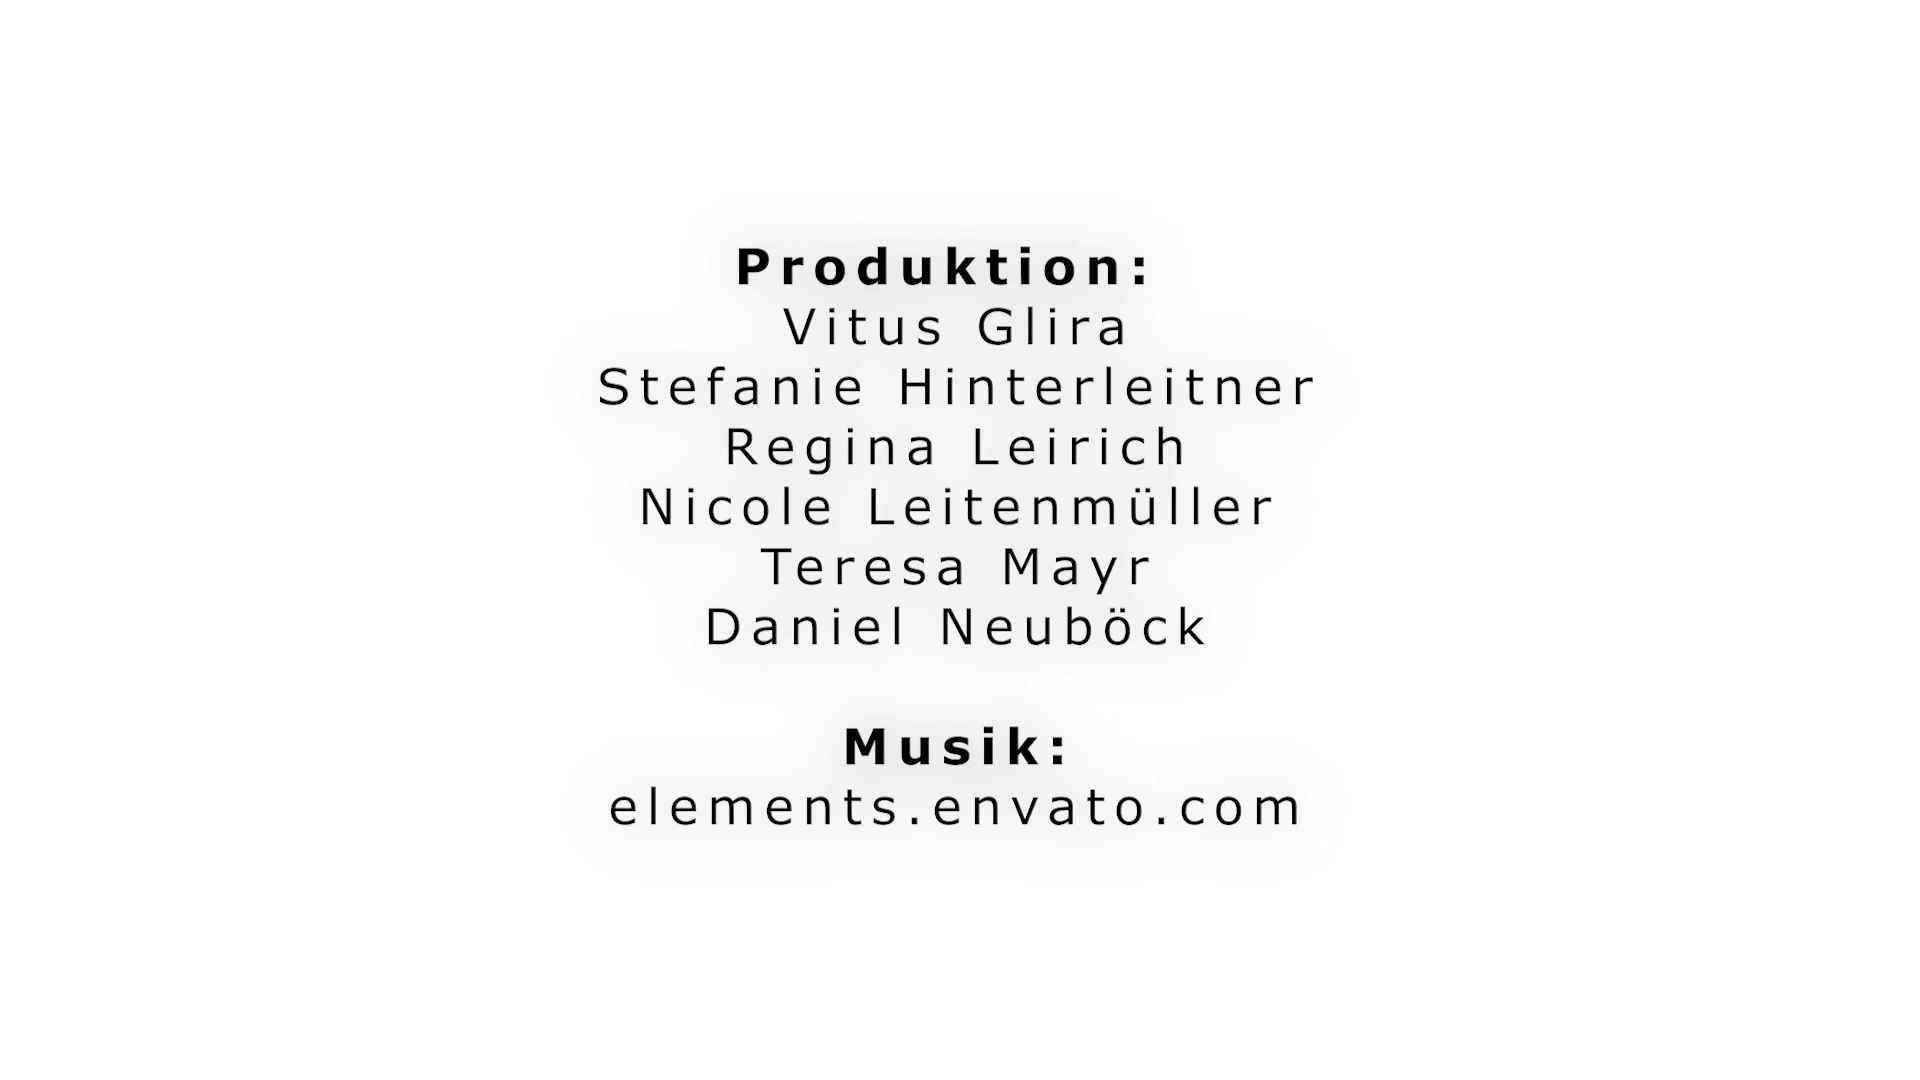 Produktion:
Vitus Glira
Stefanie Hinterleitner
Regina Leirich
Nicole Leitenmüller
Teresa Mayr
Daniel Neuböck
Musik:
elements.envato.com